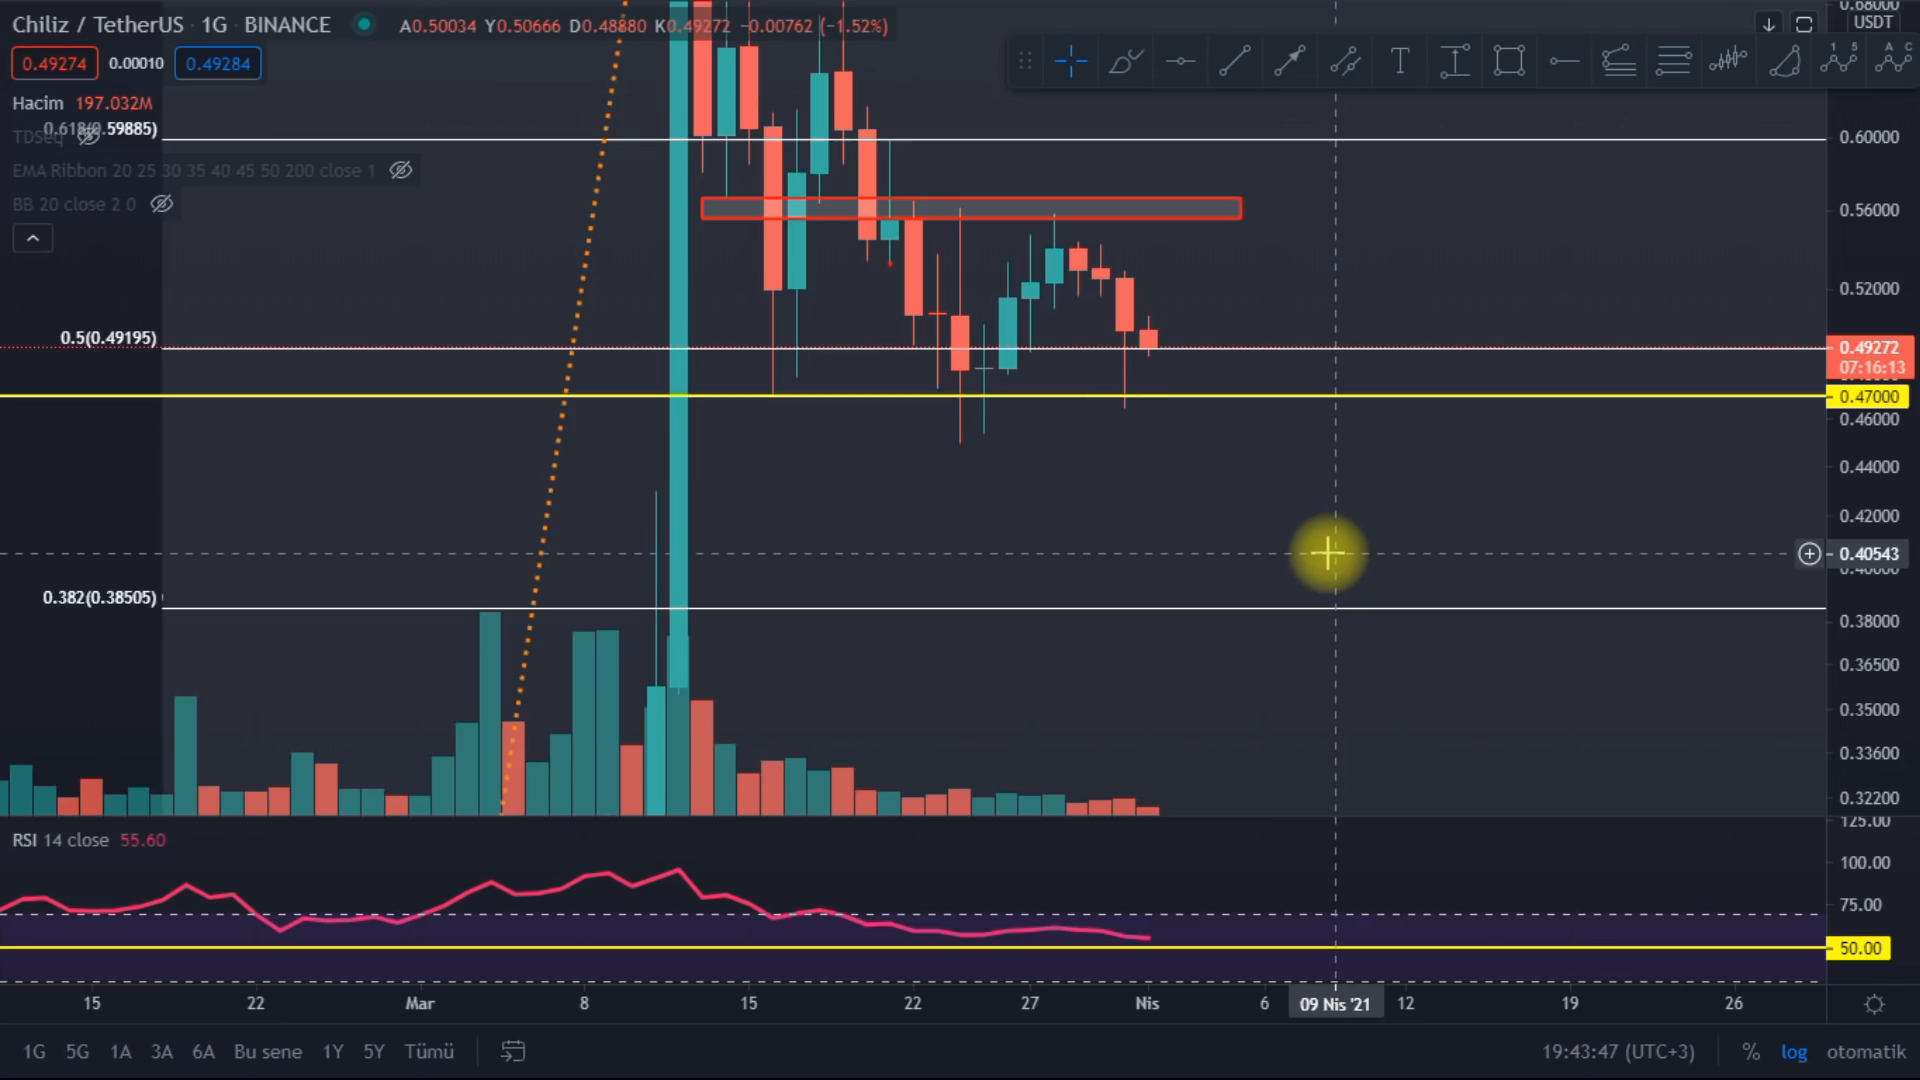 Chiliz / TetherUS · 1G · BINANCE
A0.50034 Y0.50666 D0.48880 K0.49272 −0.00762 (−1.52%)
0.49274 0.00010 0.49284
Hacim 197.032M
0.618(0.59885)
TDSeq
EMA Ribbon 20 25 30 35 40 45 50 200 close 1
BB 20 close 2 0
0.5(0.49195)
0.382(0.38505)
0.68000
USDT
0.60000
0.56000
0.52000
0.49272
07:16:13
0.47000
0.46000
0.44000
0.42000
0.40543
0.40000
0.38000
0.36500
0.35000
0.33600
0.32200
RSI 14 close 55.60
125.00
100.00
75.00
50.00
15 22 Mar 8 15 22 27 Nis 6 09 Nis '21 12 19 26
1G 5G 1A 3A 6A Bu sene 1Y 5Y Tümü
19:43:47 (UTC+3) % log otomatik